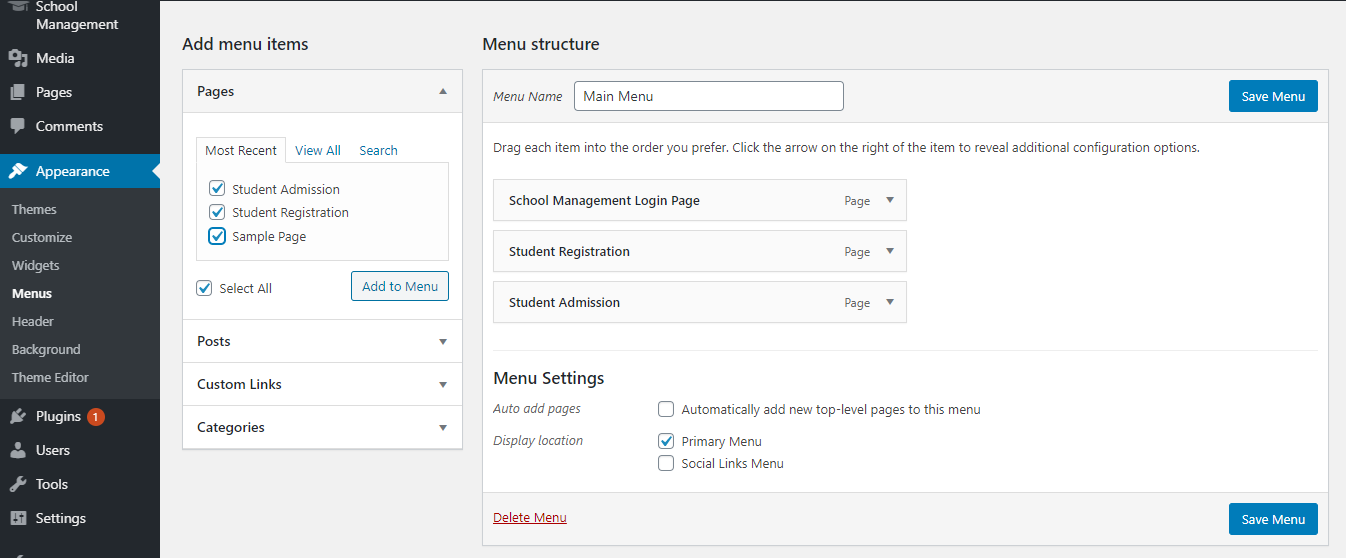 School
Management
Media
Pages
Comments
Appearance
Themes
Customize
Widgets
Menus
Header
Background
Theme Editor
Plugins 1
Users
Tools
Settings
Add menu items
Pages
Most Recent View All Search
Student Admission
Student Registration
Sample Page
Select All Add to Menu
Posts
Custom Links
Categories
Menu structure
Menu Name Main Menu Save Menu
Drag each item into the order you prefer. Click the arrow on the right of the item to reveal additional configuration options.
School Management Login Page Page
Student Registration Page
Student Admission Page
Menu Settings
Auto add pages Automatically add new top-level pages to this menu
Display location Primary Menu
Social Links Menu
Delete Menu Save Menu